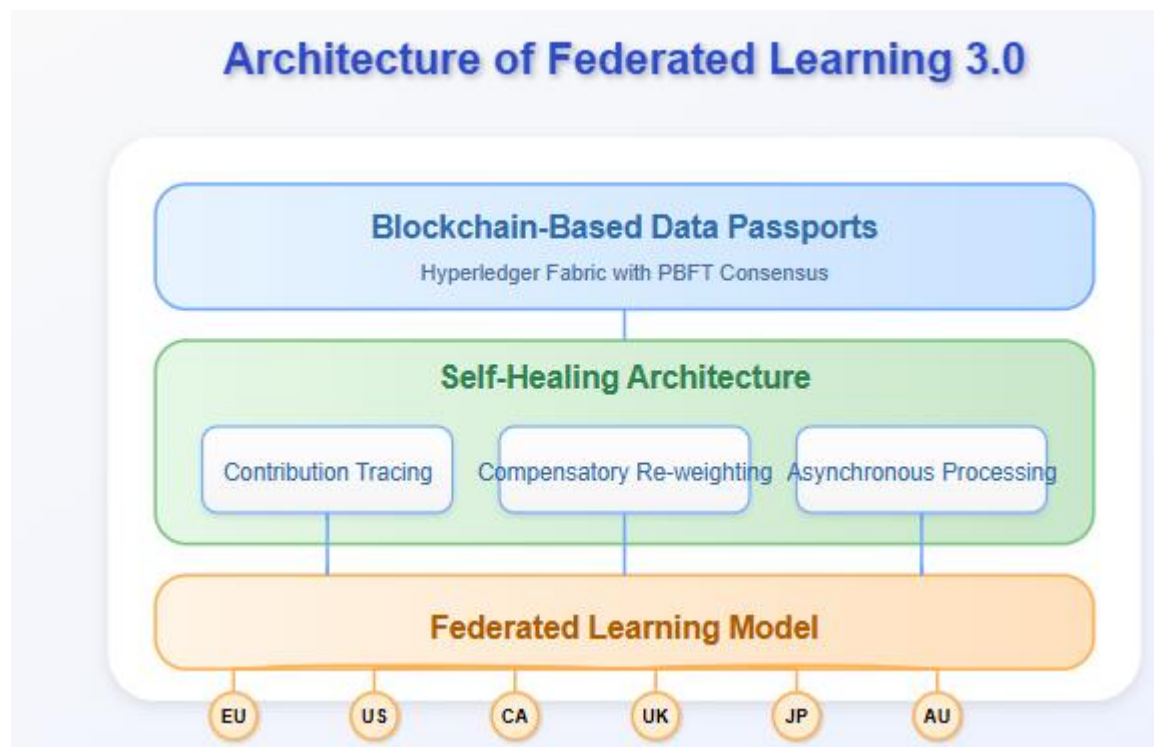 Architecture of Federated Learning 3.0
Blockchain-Based Data Passports
Hyperledger Fabric with PBFT Consensus
Self-Healing Architecture
Contribution Tracing
Compensatory Re-weighting
Asynchronous Processing
Federated Learning Model
EU
US
CA
UK
JP
AU